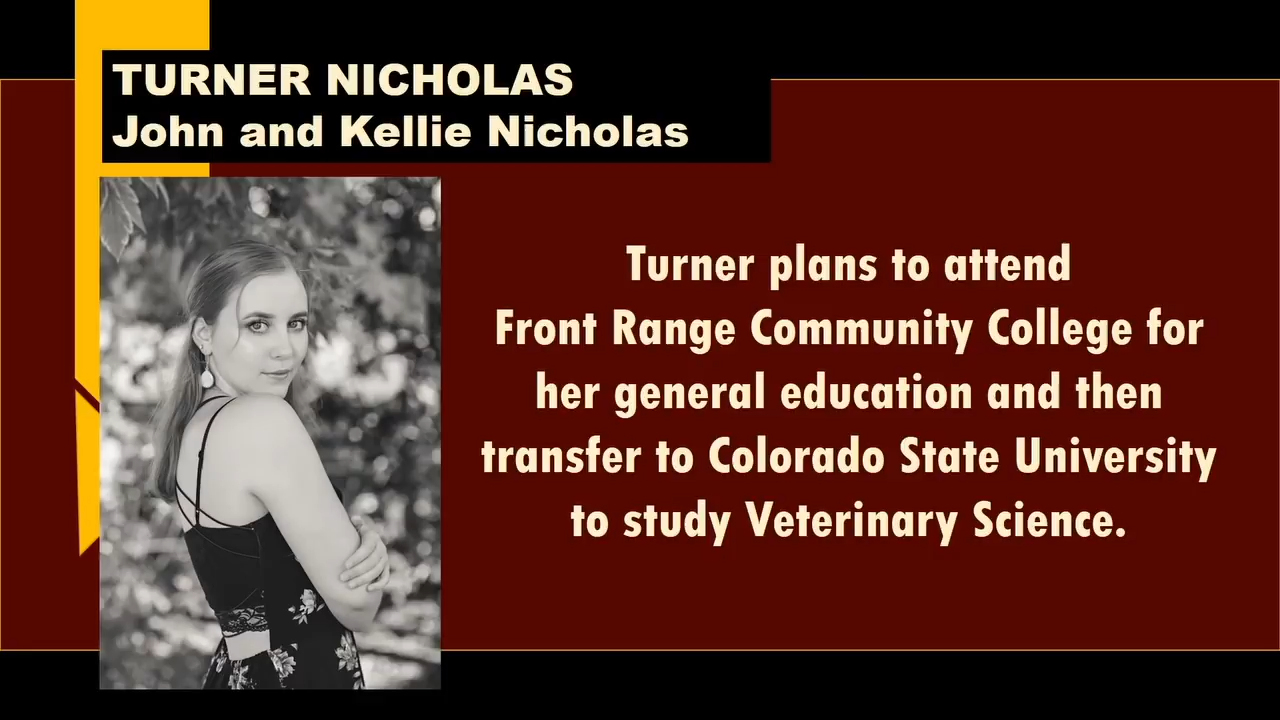 TURNER NICHOLAS
John and Kellie Nicholas
Turner plans to attend
Front Range Community College for
her general education and then
transfer to Colorado State University
to study Veterinary Science.